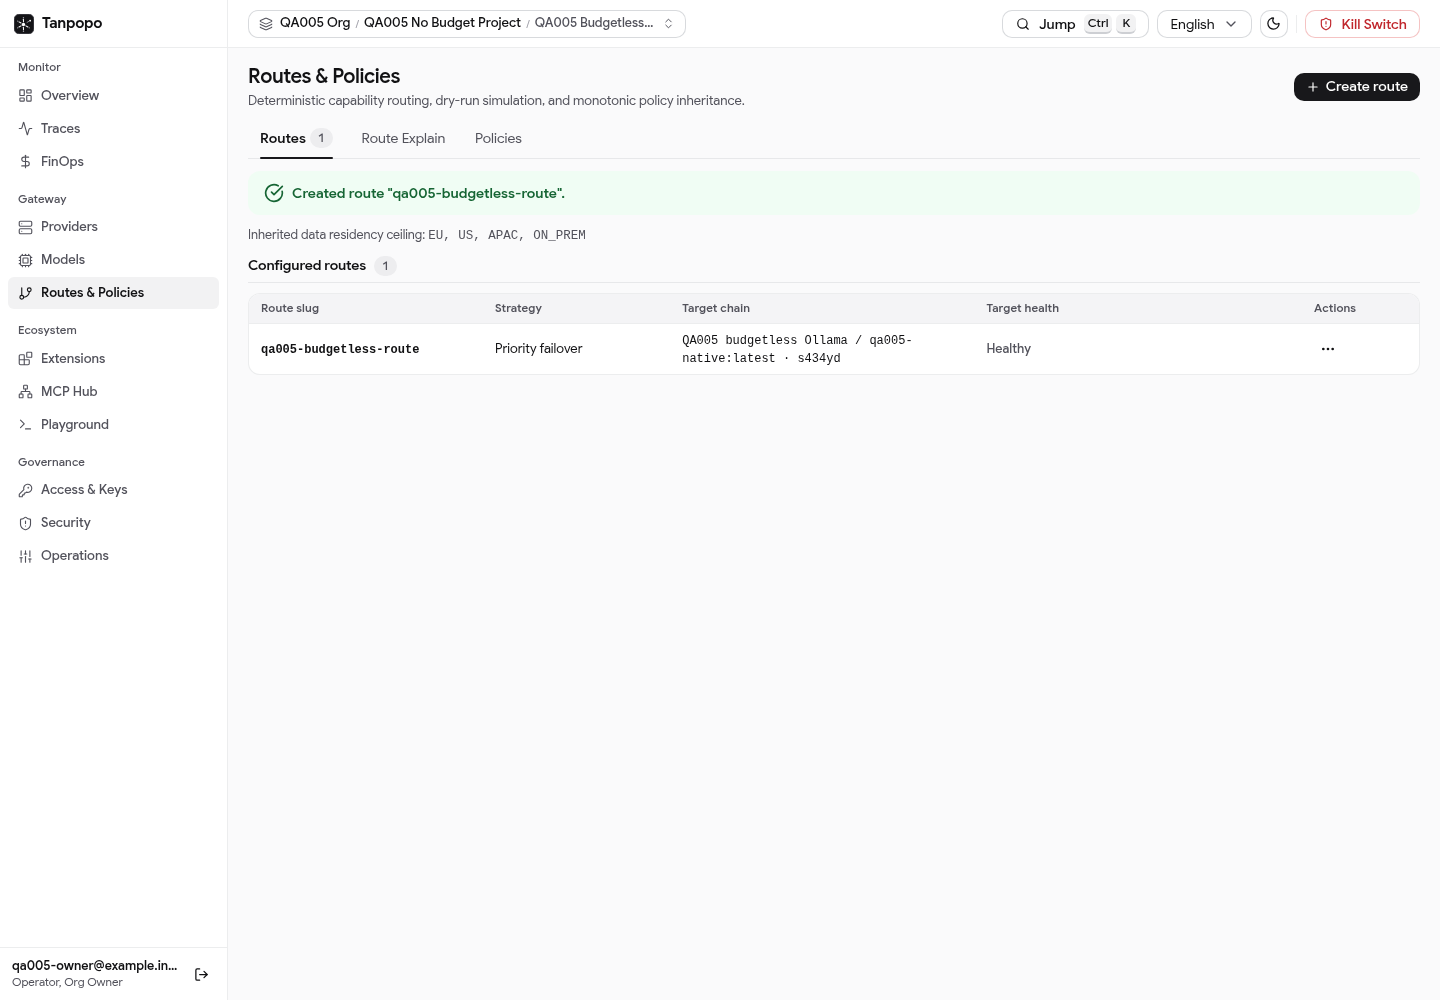 Tanpopo
QA005 Org / QA005 No Budget Project / QA005 Budgetless...
Jump Ctrl K
English
Kill Switch
Monitor
Overview
Traces
FinOps
Gateway
Providers
Models
Routes & Policies
Ecosystem
Extensions
MCP Hub
Playground
Governance
Access & Keys
Security
Operations
qa005-owner@example.in...
Operator, Org Owner
Routes & Policies
Deterministic capability routing, dry-run simulation, and monotonic policy inheritance.
+ Create route
Routes 1 Route Explain Policies
Created route "qa005-budgetless-route".
Inherited data residency ceiling: EU, US, APAC, ON_PREM
Configured routes 1
Route slug Strategy Target chain Target health Actions
qa005-budgetless-route Priority failover QA005 budgetless Ollama / qa005-
native:latest · s434yd Healthy ...